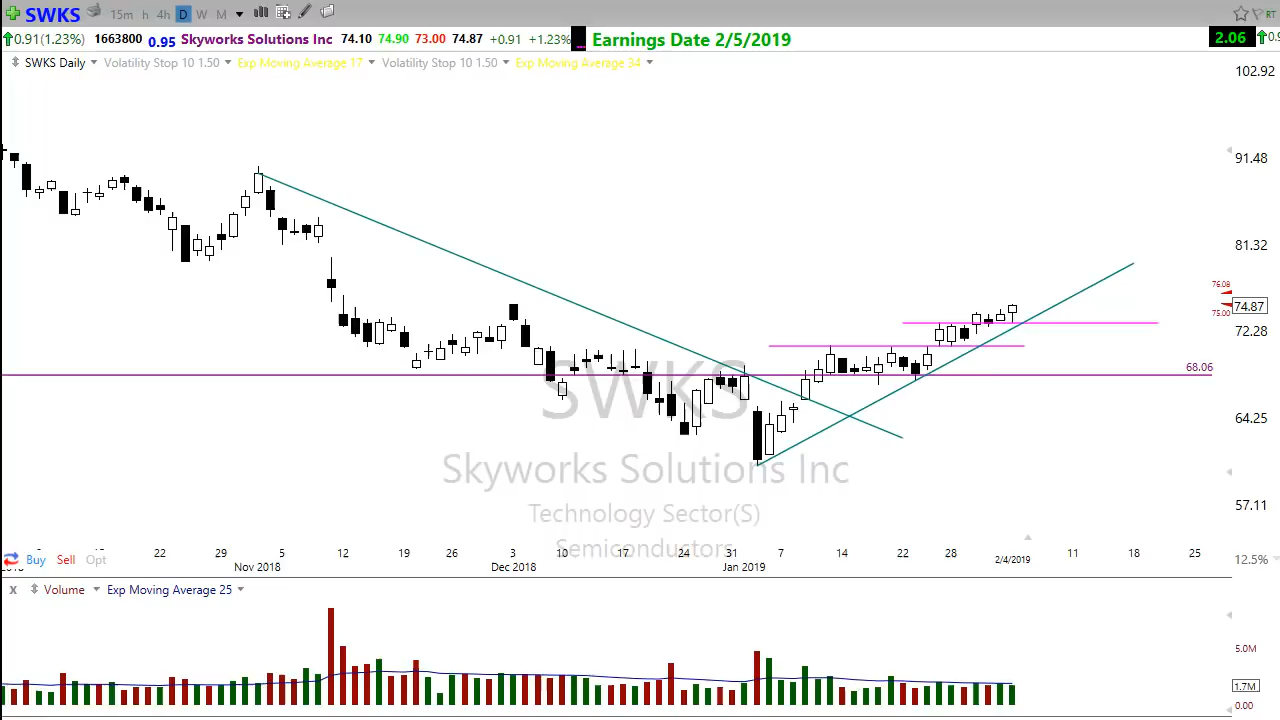 SWKS 15m h 4h D W M RT
0.91(1.23%) 1663800 0.95 Skyworks Solutions Inc 74.10 74.90 73.00 74.87 +0.91 +1.23% Earnings Date 2/5/2019 2.06
SWKS Daily Volatility Stop 10 1.50 Exp Moving Average 17 Volatility Stop 10 1.50 Exp Moving Average 34
102.92
91.48
81.32
76.08
74.87
75.00
72.28
68.06
SWKS
64.25
Skyworks Solutions Inc
57.11
Technology Sector(S)
Semiconductors
22 29 5 12 19 26 3 10 17 24 31 7 14 22 28 2/4/2019 11 18 25
Buy Sell Opt 12.5%
Nov 2018 Dec 2018 Jan 2019
x Volume Exp Moving Average 25
5.0M
1.7M
0.00